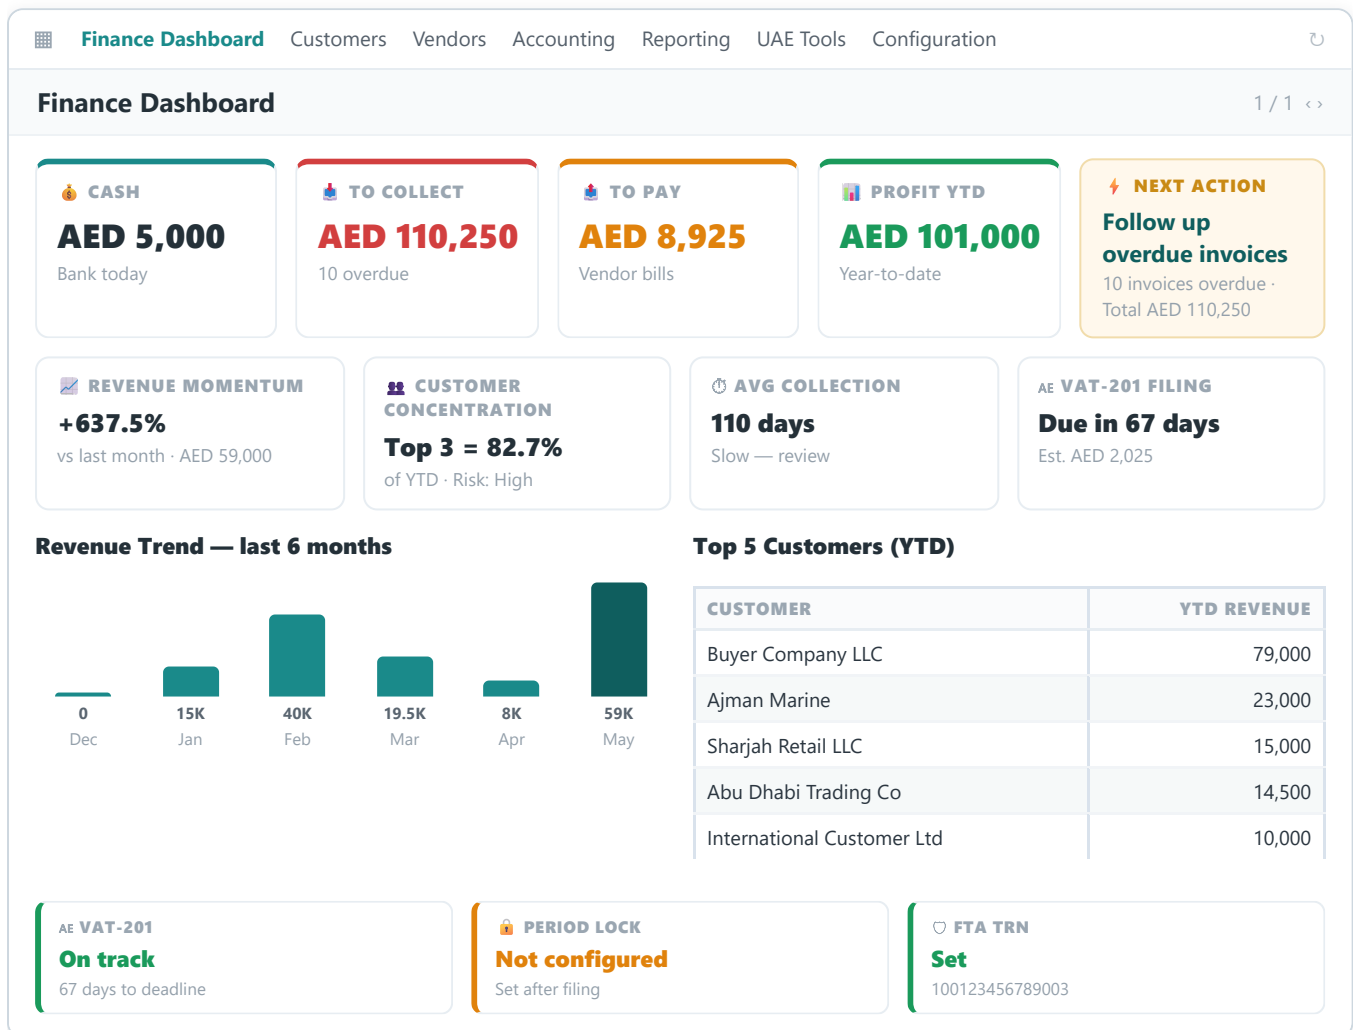 Finance Dashboard Customers Vendors Accounting Reporting UAE Tools Configuration
Finance Dashboard
1 / 1 ‹ ›
CASH
AED 5,000
Bank today
TO COLLECT
AED 110,250
10 overdue
TO PAY
AED 8,925
Vendor bills
PROFIT YTD
AED 101,000
Year-to-date
NEXT ACTION
Follow up
overdue invoices
10 invoices overdue ·
Total AED 110,250
REVENUE MOMENTUM
+637.5%
vs last month · AED 59,000
CUSTOMER
CONCENTRATION
Top 3 = 82.7%
of YTD · Risk: High
AVG COLLECTION
110 days
Slow — review
AE VAT-201 FILING
Due in 67 days
Est. AED 2,025
Revenue Trend — last 6 months
0 15K 40K 19.5K 8K 59K
Dec Jan Feb Mar Apr May
Top 5 Customers (YTD)
CUSTOMER YTD REVENUE
Buyer Company LLC 79,000
Ajman Marine 23,000
Sharjah Retail LLC 15,000
Abu Dhabi Trading Co 14,500
International Customer Ltd 10,000
AE VAT-201
On track
67 days to deadline
PERIOD LOCK
Not configured
Set after filing
FTA TRN
Set
100123456789003